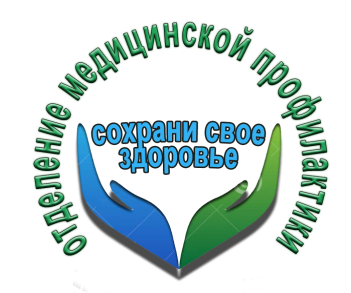 отделение медицинской профилактики
сохрани свое
здоровье